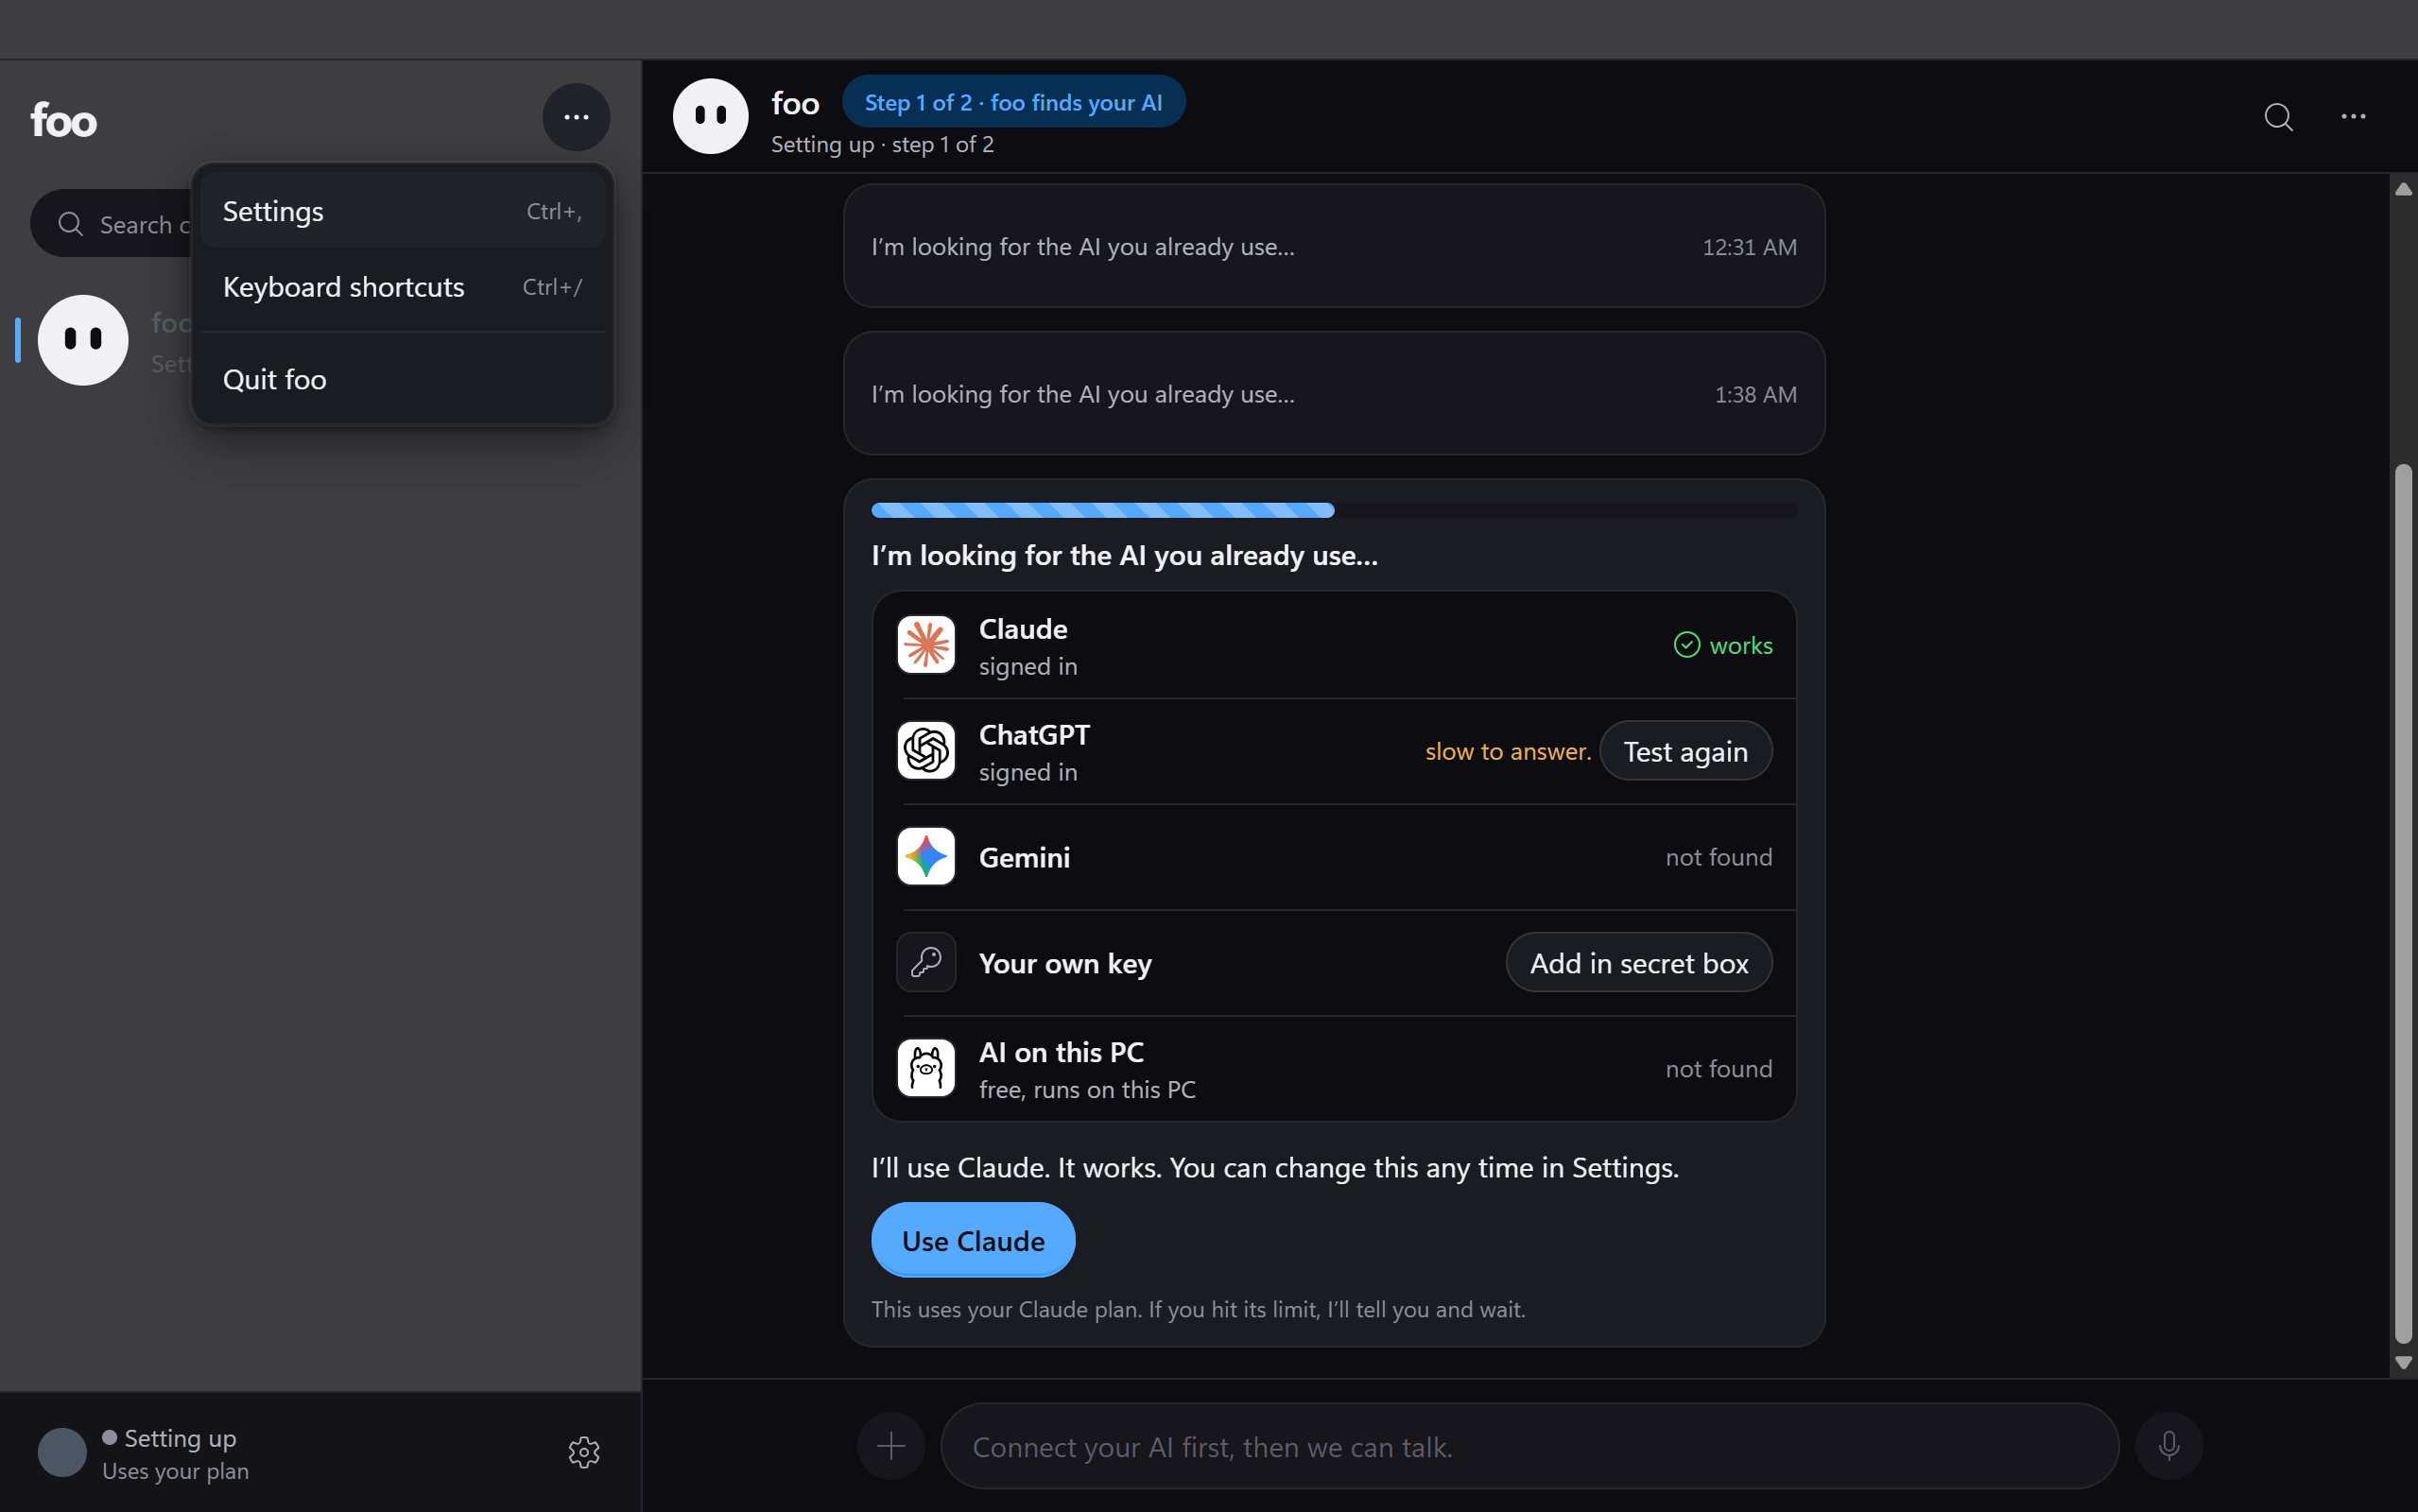 foo
Search
Settings Ctrl+,
Keyboard shortcuts Ctrl+/
Quit foo
foo
Setting up
Uses your plan
foo Step 1 of 2 · foo finds your AI
Setting up · step 1 of 2
I’m looking for the AI you already use... 12:31 AM
I’m looking for the AI you already use... 1:38 AM
I’m looking for the AI you already use...
Claude
signed in
works
ChatGPT
signed in
slow to answer. Test again
Gemini not found
Your own key Add in secret box
AI on this PC
free, runs on this PC
not found
I’ll use Claude. It works. You can change this any time in Settings.
Use Claude
This uses your Claude plan. If you hit its limit, I’ll tell you and wait.
Connect your AI first, then we can talk.